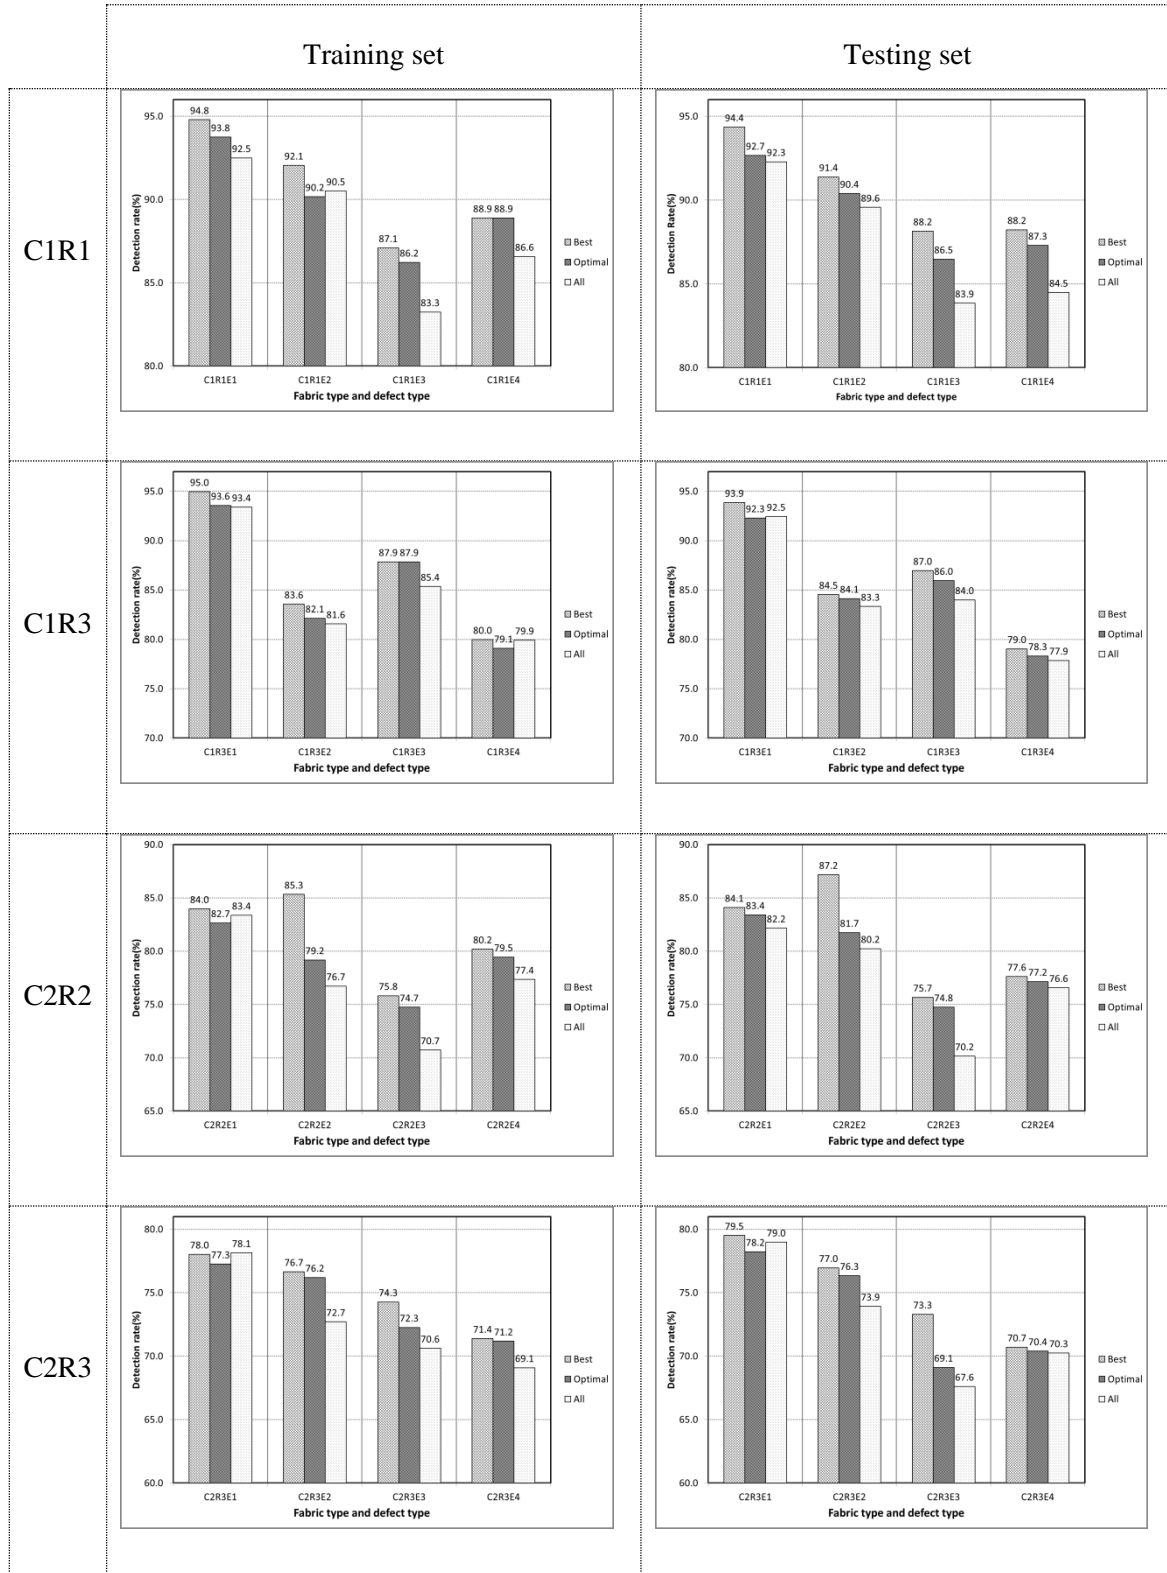 Training set
Testing set
C1R1
95.0
90.0
85.0
80.0
Detection rate(%)
94.8
93.8
92.5
92.1
90.2
90.5
87.1
86.2
83.3
88.9
88.9
86.6
C1R1E1
C1R1E2
C1R1E3
C1R1E4
Fabric type and defect type
Best
Optimal
All
95.0
90.0
85.0
80.0
Detection Rate(%)
94.4
92.7
92.3
91.4
90.4
89.6
88.2
86.5
83.9
88.2
87.3
84.5
C1R1E1
C1R1E2
C1R1E3
C1R1E4
Fabric type and defect type
Best
Optimal
All
C1R3
95.0
90.0
85.0
80.0
75.0
70.0
Detection rate(%)
95.0
93.6
93.4
83.6
82.1
81.6
87.9
87.9
85.4
80.0
79.1
79.9
C1R3E1
C1R3E2
C1R3E3
C1R3E4
Fabric type and defect type
Best
Optimal
All
95.0
90.0
85.0
80.0
75.0
70.0
Detection rate(%)
93.9
92.3
92.5
84.5
84.1
83.3
87.0
86.0
84.0
79.0
78.3
77.9
C1R3E1
C1R3E2
C1R3E3
C1R3E4
Fabric type and defect type
Best
Optimal
All
C2R2
90.0
85.0
80.0
75.0
70.0
65.0
Detection rate(%)
84.0
82.7
83.4
85.3
79.2
76.7
75.8
74.7
70.7
80.2
79.5
77.4
C2R2E1
C2R2E2
C2R2E3
C2R2E4
Fabric type and defect type
Best
Optimal
All
90.0
85.0
80.0
75.0
70.0
65.0
Detection rate(%)
84.1
83.4
82.2
87.2
81.7
80.2
75.7
74.8
70.2
77.6
77.2
76.6
C2R2E1
C2R2E2
C2R2E3
C2R2E4
Fabric type and defect type
Best
Optimal
All
C2R3
80.0
75.0
70.0
65.0
60.0
Detection rate(%)
78.0
77.3
78.1
76.7
76.2
72.7
74.3
72.3
70.6
71.4
71.2
69.1
C2R3E1
C2R3E2
C2R3E3
C2R3E4
Fabric type and defect type
Best
Optimal
All
80.0
75.0
70.0
65.0
60.0
Detection rate(%)
79.5
78.2
79.0
77.0
76.3
73.9
73.3
69.1
67.6
70.7
70.4
70.3
C2R3E1
C2R3E2
C2R3E3
C2R3E4
Fabric type and defect type
Best
Optimal
All